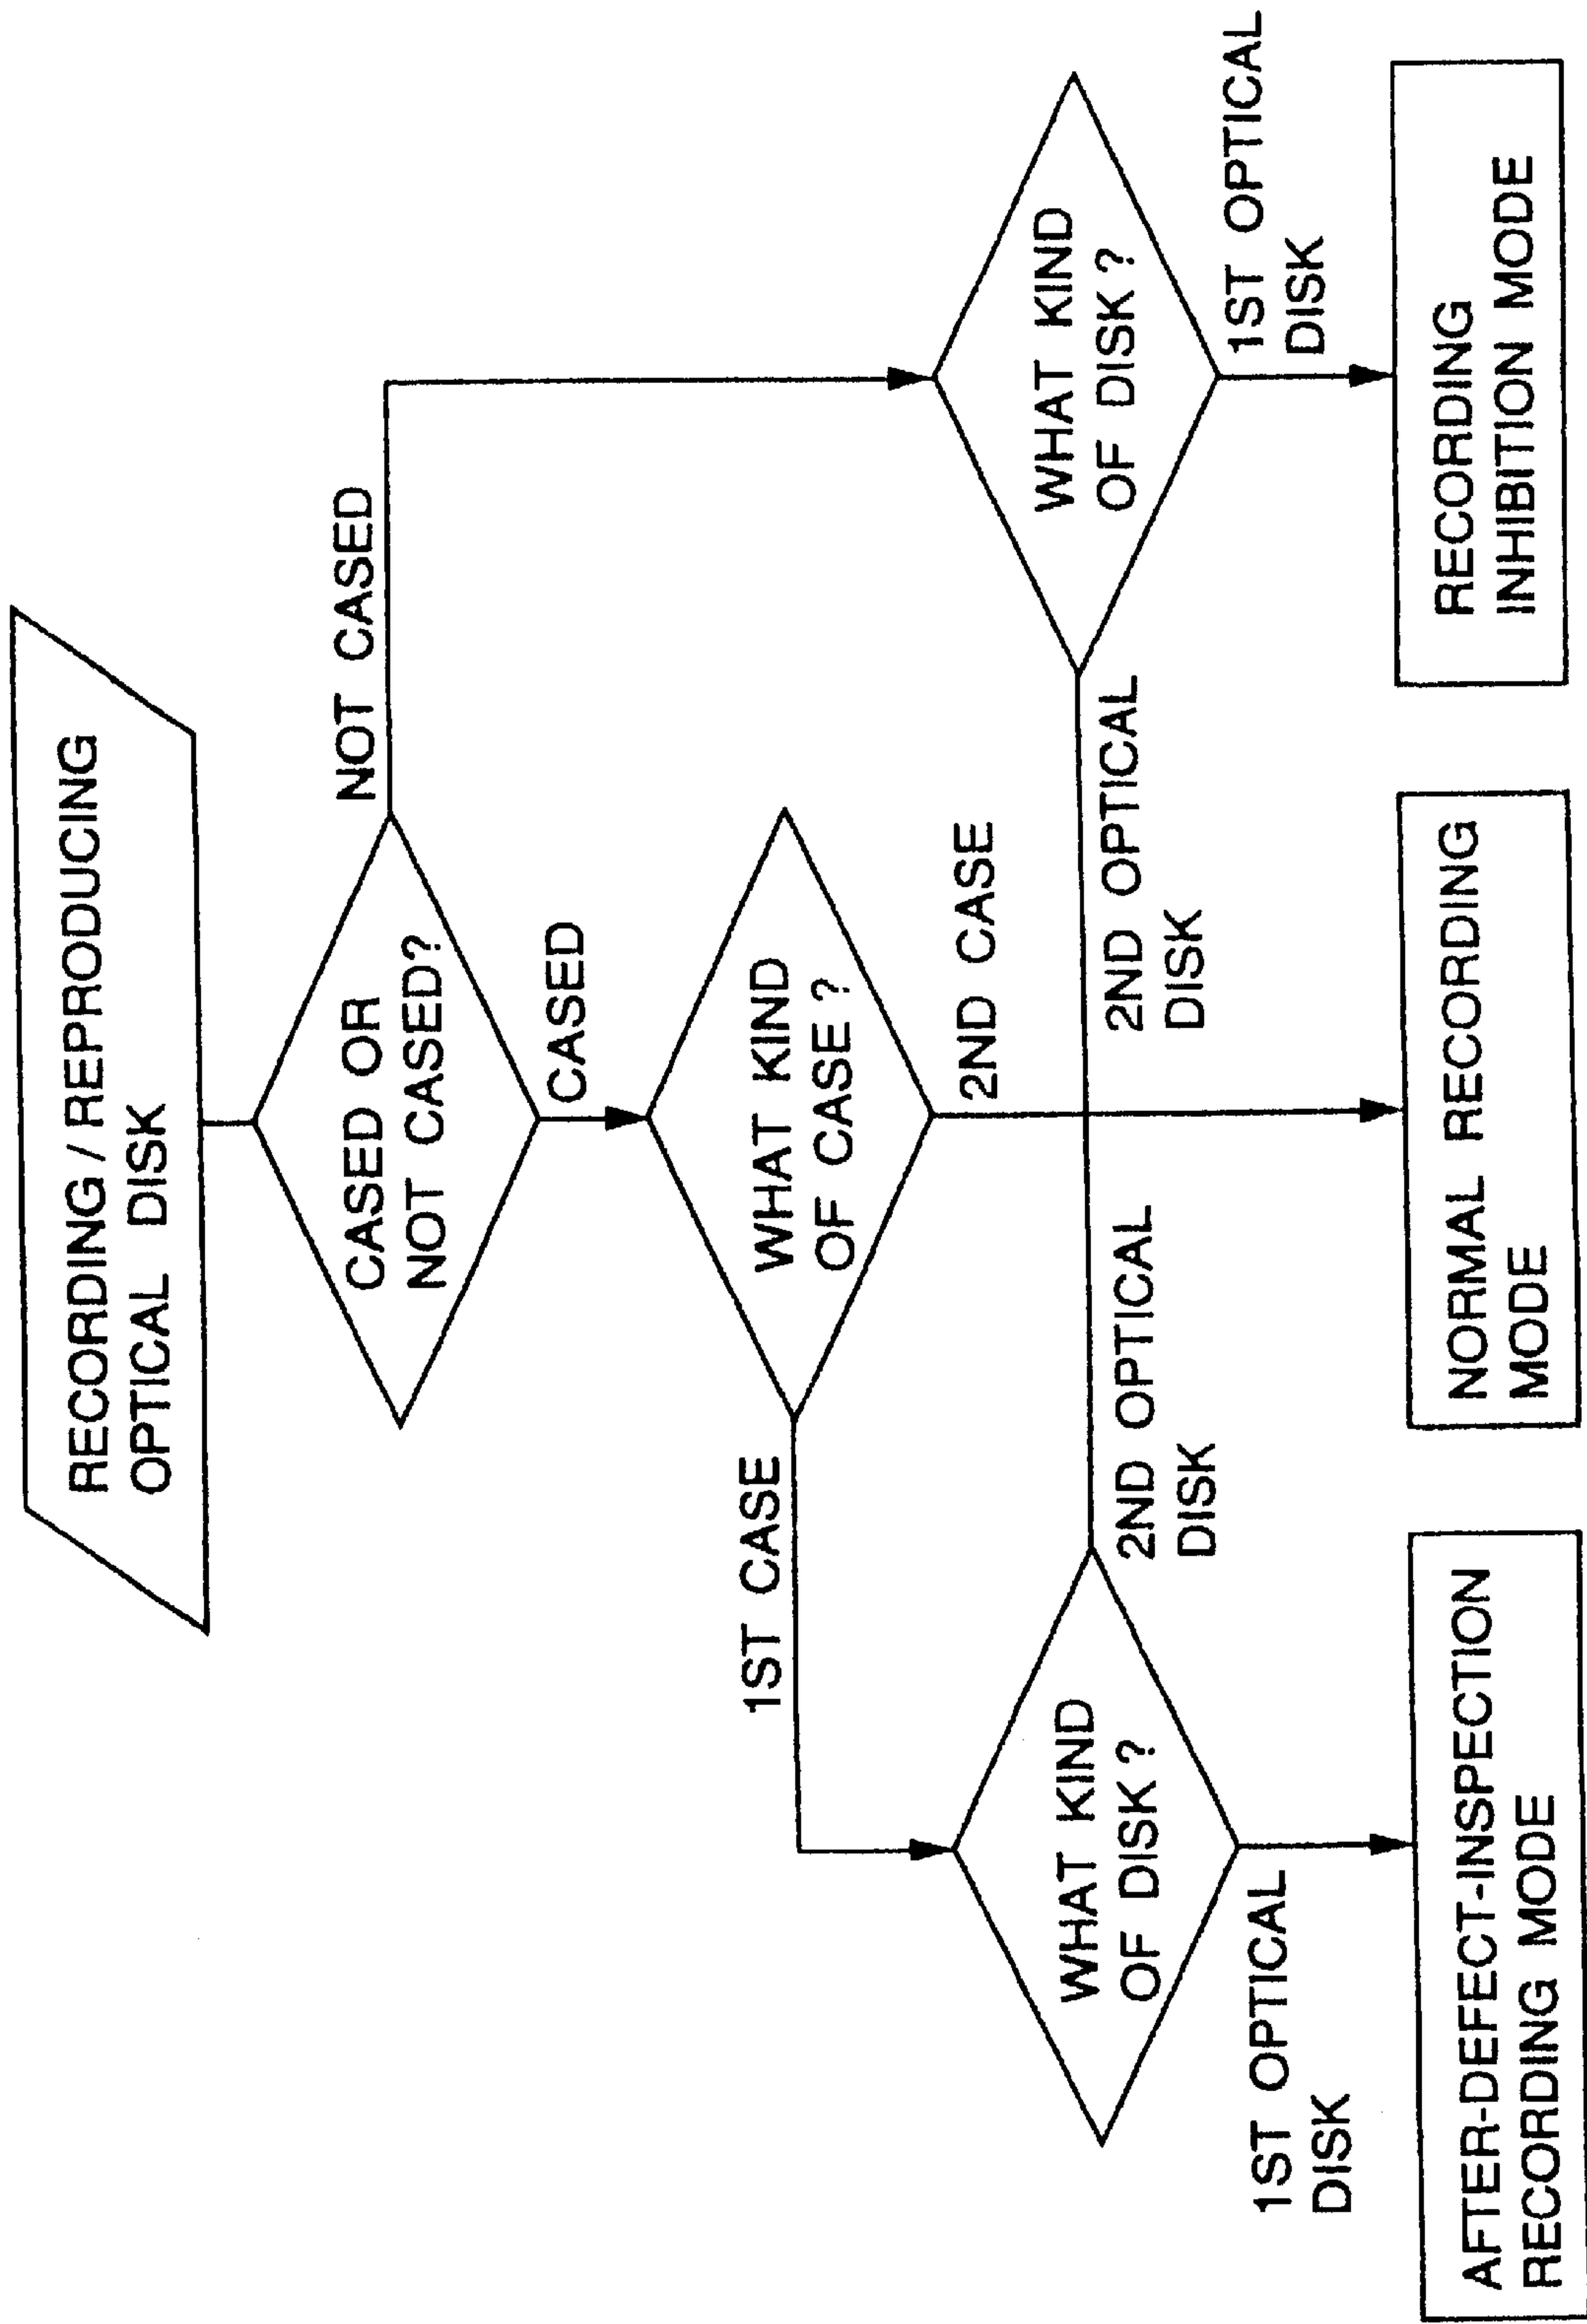 RECORDING / REPRODUCING
OPTICAL DISK
CASED OR
NOT CASED?
NOT CASED
CASED
WHAT KIND
OF CASE ?
1ST CASE
2ND CASE
WHAT KIND
OF DISK ?
2ND OPTICAL
DISK
2ND OPTICAL
DISK
WHAT KIND
OF DISK ?
1ST OPTICAL
DISK
1ST OPTICAL
DISK
AFTER-DEFECT-INSPECTION
RECORDING MODE
NORMAL RECORDING
MODE
RECORDING
INHIBITION MODE